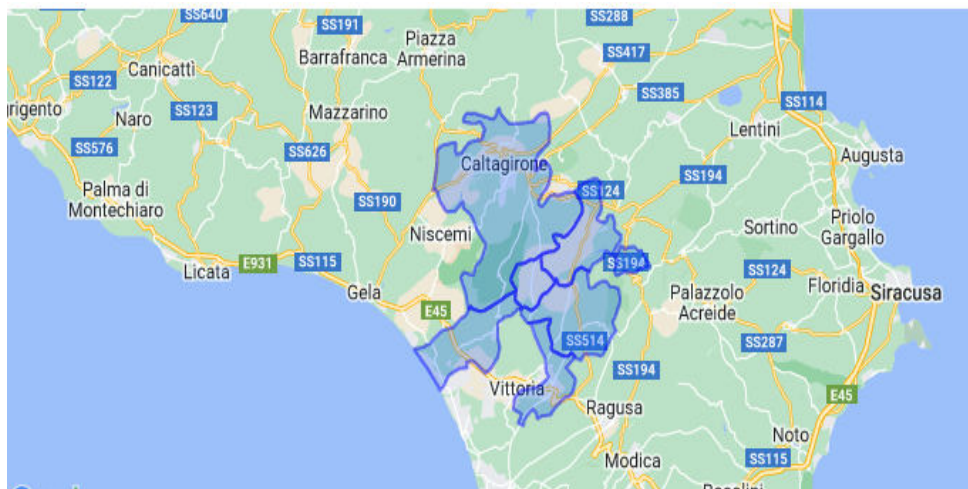 SS640
SS191
SS288
Piazza
Armerina
Barrafranca
SS417
Canicattì
SS122
SS385
SS114
SS123
Mazzarino
Naro
Lentini
SS576
SS626
Augusta
Caltagirone
SS194
Palma di
Montechiaro
SS124
SS190
Priolo
Gargallo
Sortino
Niscemi
E931
SS115
SS194
SS124
Licata
Gela
Palazzolo
Acreide
Floridia
Siracusa
E45
SS514
SS287
SS194
Vittoria
E45
Ragusa
Noto
Modica
SS115